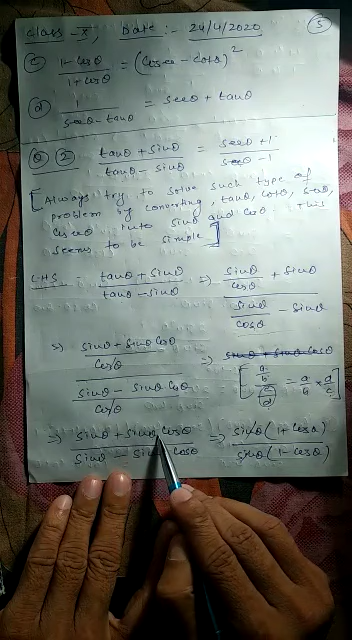 Class - X, Date :- 24/4/2020 (5)
(c) (1 - cosθ)/(1 + cosθ) = (cosecθ - cotθ)²
(d) 1/(secθ - tanθ) = secθ + tanθ
Q (2) (tanθ + sinθ)/(tanθ - sinθ) = (secθ + 1)/(secθ - 1)
[Always try to solve such type of
problem by converting, tanθ, cotθ, secθ,
cosecθ into sinθ and cosθ. This
seems to be simple]
LHS - (tanθ + sinθ)/(tanθ - sinθ) => (sinθ/cosθ + sinθ)/(sinθ/cosθ - sinθ)
=> ((sinθ + sinθ cosθ)/cosθ)/((sinθ - sinθ cosθ)/cosθ) => [(a/b)/(c/d) = a/b × d/c]
=> (sinθ + sinθ cosθ)/(sinθ - sinθ cosθ) => sinθ(1 + cosθ)/sinθ(1 - cosθ)